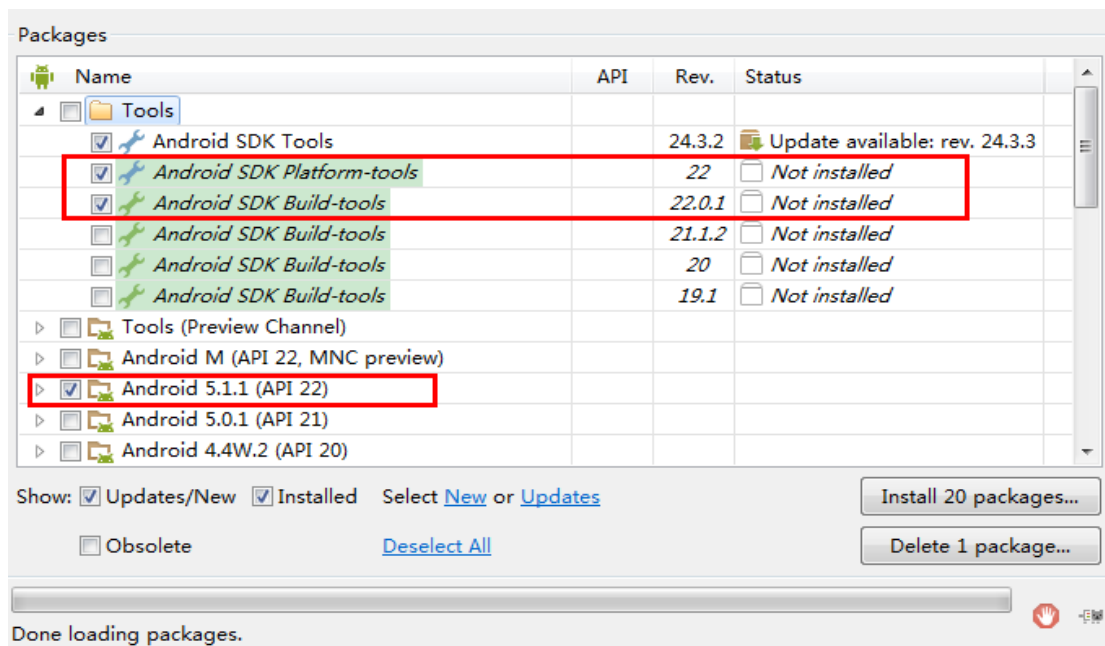 Packages
Name API Rev. Status
Tools
Android SDK Tools 24.3.2 Update available: rev. 24.3.3
Android SDK Platform-tools 22 Not installed
Android SDK Build-tools 22.0.1 Not installed
Android SDK Build-tools 21.1.2 Not installed
Android SDK Build-tools 20 Not installed
Android SDK Build-tools 19.1 Not installed
Tools (Preview Channel)
Android M (API 22, MNC preview)
Android 5.1.1 (API 22)
Android 5.0.1 (API 21)
Android 4.4W.2 (API 20)
Show: Updates/New Installed Select New or Updates Install 20 packages...
Obsolete Deselect All Delete 1 package...
Done loading packages.